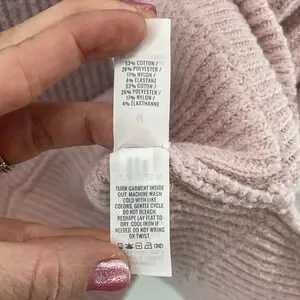 53% COTTON /
26% POLYESTER /
17% NYLON /
4% ELASTANE
53% COTON /
26% POLYESTER /
17% NYLON /
4% ELASTHANNE
TURN GARMENT INSIDE
OUT. MACHINE WASH
COLD WITH LIKE
COLORS, GENTLE CYCLE.
DO NOT BLEACH.
RESHAPE LAY FLAT TO
DRY. COOL IRON IF
NEEDED. DO NOT WRING
OR TWIST.